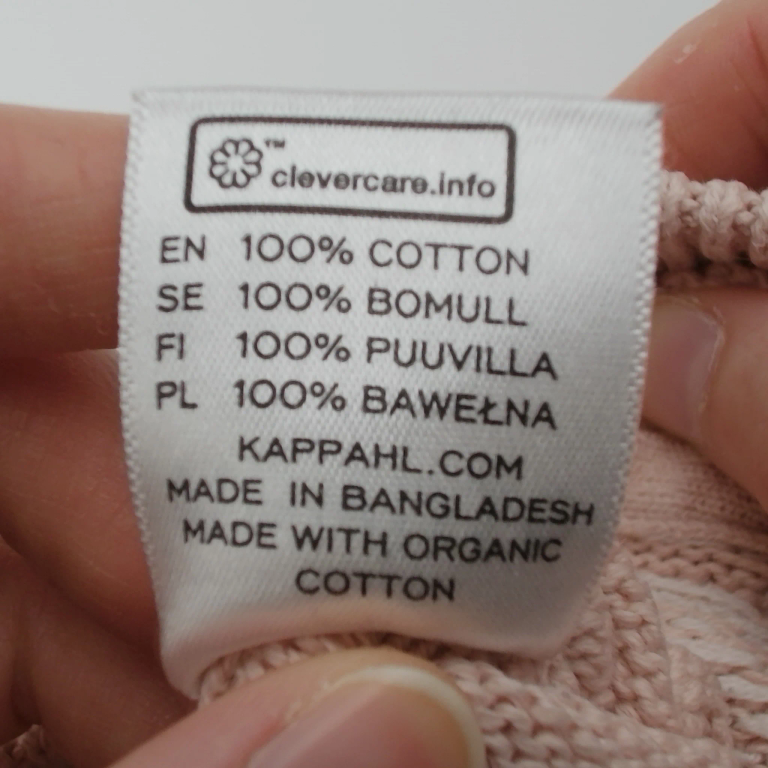 ™ clevercare.info
EN 100% COTTON
SE 100% BOMULL
FI 100% PUUVILLA
PL 100% BAWEŁNA
KAPPAHL.COM
MADE IN BANGLADESH
MADE WITH ORGANIC
COTTON